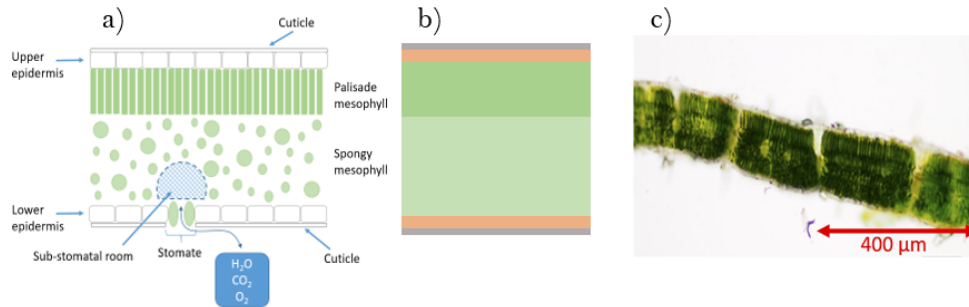 a)
b)
c)
Cuticle
Upper
epidermis
Palisade
mesophyll
Spongy
mesophyll
Lower
epidermis
Sub-stomatal room
Stomate
Cuticle
H₂O
CO₂
O₂
400 µm